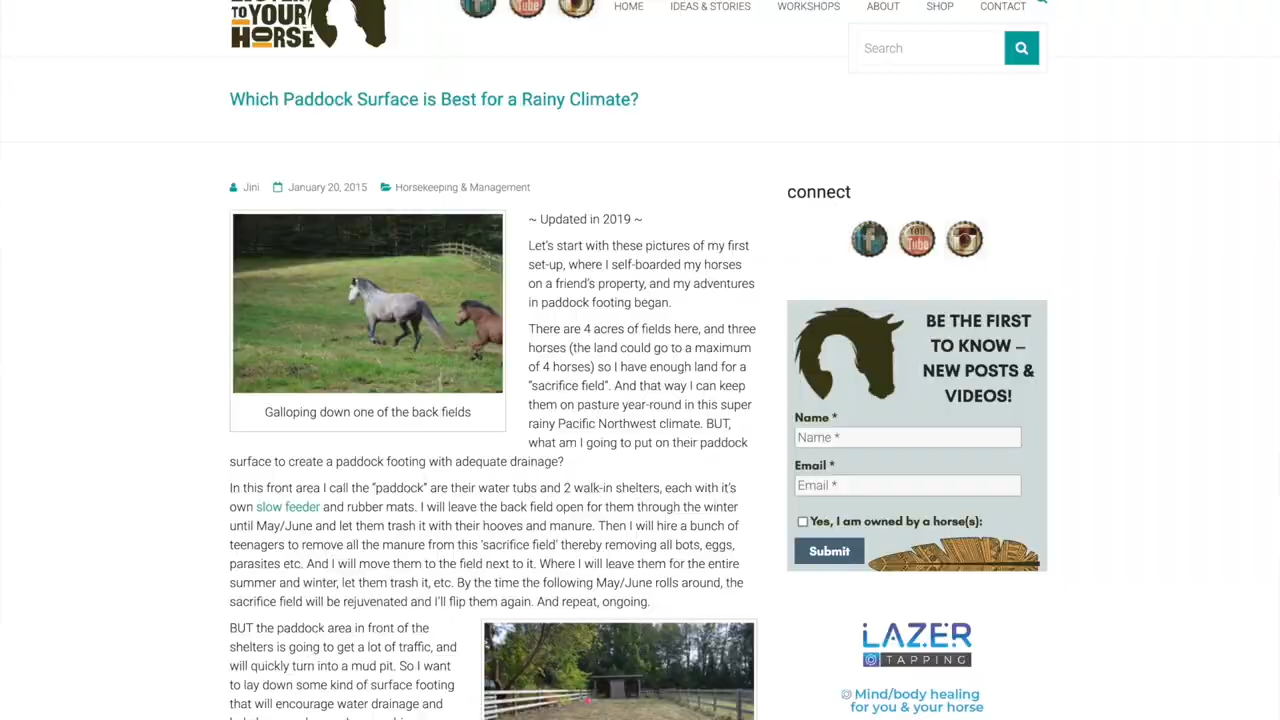 TO YOUR
HORSE
You
Tube
HOME IDEAS & STORIES WORKSHOPS ABOUT SHOP CONTACT
Search
Which Paddock Surface is Best for a Rainy Climate?
Jini January 20, 2015 Horsekeeping & Management
Galloping down one of the back fields
~ Updated in 2019 ~
Let’s start with these pictures of my first
set-up, where I self-boarded my horses
on a friend’s property, and my adventures
in paddock footing began.
There are 4 acres of fields here, and three
horses (the land could go to a maximum
of 4 horses) so I have enough land for a
“sacrifice field”. And that way I can keep
them on pasture year-round in this super
rainy Pacific Northwest climate. BUT,
what am I going to put on their paddock
surface to create a paddock footing with adequate drainage?
In this front area I call the “paddock” are their water tubs and 2 walk-in shelters, each with it’s
own slow feeder and rubber mats. I will leave the back field open for them through the winter
until May/June and let them trash it with their hooves and manure. Then I will hire a bunch of
teenagers to remove all the manure from this ‘sacrifice field’ thereby removing all bots, eggs,
parasites etc. And I will move them to the field next to it. Where I will leave them for the entire
summer and winter, let them trash it, etc. By the time the following May/June rolls around, the
sacrifice field will be rejuvenated and I’ll flip them again. And repeat, ongoing.
BUT the paddock area in front of the
shelters is going to get a lot of traffic, and
will quickly turn into a mud pit. So I want
to lay down some kind of surface footing
that will encourage water drainage and
connect
You
Tube
BE THE FIRST
TO KNOW –
NEW POSTS &
VIDEOS!
Name *
Name *
Email *
Email *
Yes, I am owned by a horse(s):
Submit
LAZER
TAPPING
Mind/body healing
for you & your horse